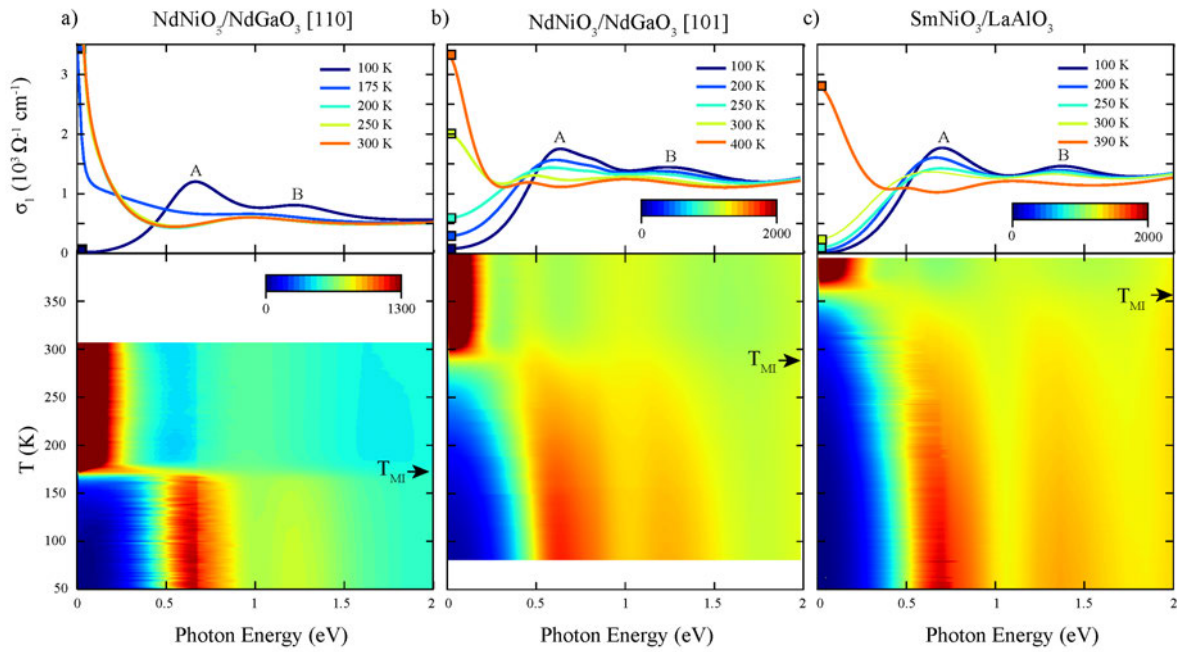 a) NdNiO5/NdGaO3 [110]
b) NdNiO3/NdGaO3 [101]
c) SmNiO3/LaAlO3
σ1 (10³ Ω⁻¹ cm⁻¹)
3
2
1
0
100 K
175 K
200 K
250 K
300 K
A
B
100 K
200 K
250 K
300 K
400 K
A
B
0 2000
100 K
200 K
250 K
300 K
390 K
A
B
0 2000
T (K)
350
300
250
200
150
100
50
0 1300
TMI
TMI
TMI
0 0.5 1 1.5 2
0 0.5 1 1.5 2
0 0.5 1 1.5 2
Photon Energy (eV)
Photon Energy (eV)
Photon Energy (eV)